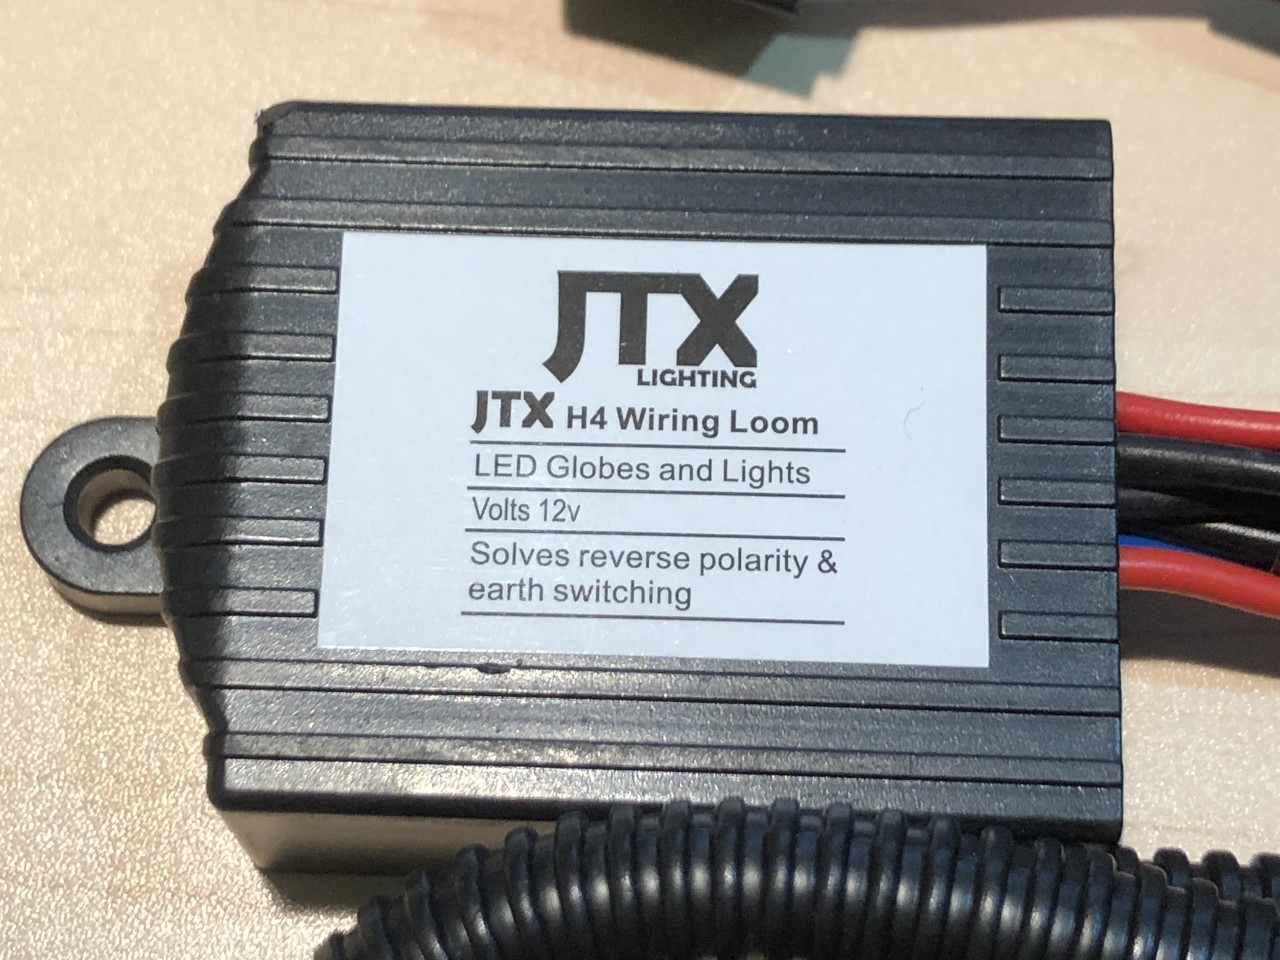 JTX
LIGHTING
JTX H4 Wiring Loom
LED Globes and Lights
Volts 12v
Solves reverse polarity &
earth switching